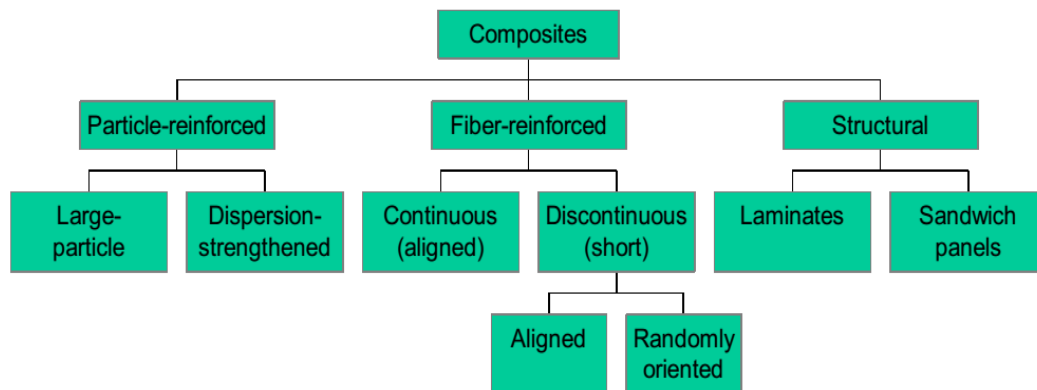 Composites
Particle-reinforced
Fiber-reinforced
Structural
Large-
particle
Dispersion-
strengthened
Continuous
(aligned)
Discontinuous
(short)
Laminates
Sandwich
panels
Aligned
Randomly
oriented